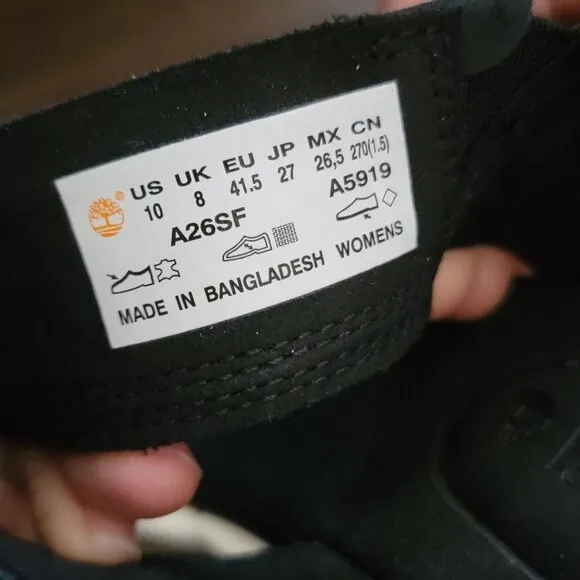 US UK EU JP MX CN
10 8 41.5 27 26,5 270(1.5)
A26SF A5919
MADE IN BANGLADESH WOMENS